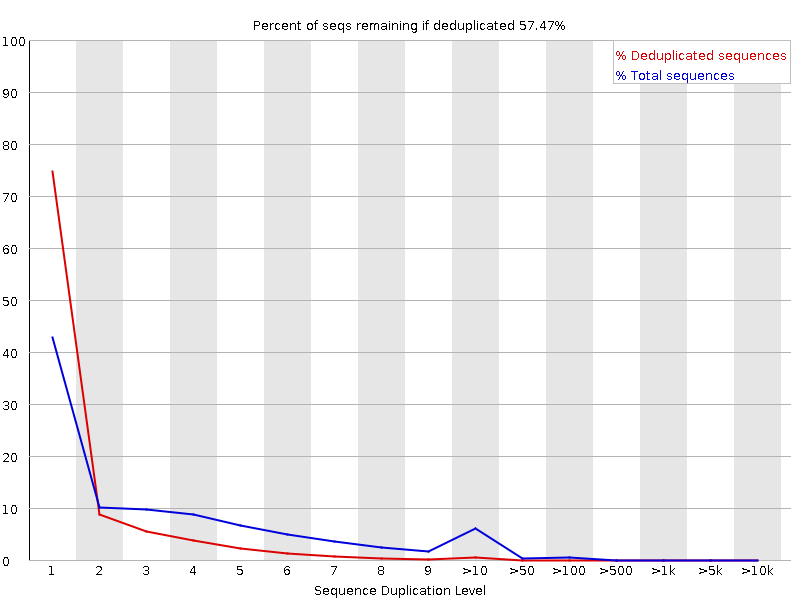 Percent of seqs remaining if deduplicated 57.47%
% Deduplicated sequences
% Total sequences
100
90
80
70
60
50
40
30
20
10
0
1 2 3 4 5 6 7 8 9 >10 >50 >100 >500 >1k >5k >10k
Sequence Duplication Level